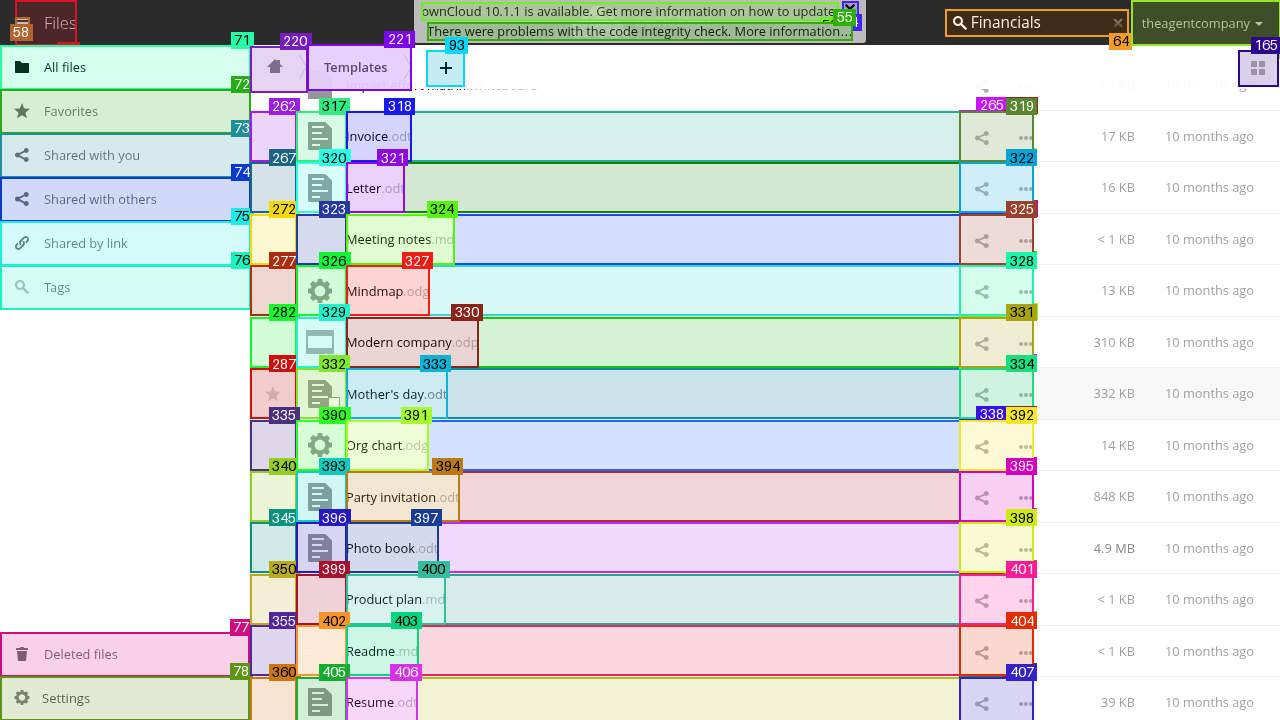 Files
ownCloud 10.1.1 is available. Get more information on how to update.
There were problems with the code integrity check. More information...
Financials
theagentcompany
58
55
64
71
220
221
93
165
All files
Templates
72
Favorites
73
Shared with you
74
Shared with others
75
Shared by link
76
Tags
262 317 318 265 319
Invoice.odt 17 KB 10 months ago
267 320 321 322
Letter.odt 16 KB 10 months ago
272 323 324 325
Meeting notes.md < 1 KB 10 months ago
277 326 327 328
Mindmap.odg 13 KB 10 months ago
282 329 330 331
Modern company.odp 310 KB 10 months ago
287 332 333 334
Mother's day.odt 332 KB 10 months ago
335 390 391 338 392
Org chart.odg 14 KB 10 months ago
340 393 394 395
Party invitation.odt 848 KB 10 months ago
345 396 397 398
Photo book.odt 4.9 MB 10 months ago
350 399 400 401
Product plan.md < 1 KB 10 months ago
355 402 403 404
Readme.md < 1 KB 10 months ago
360 405 406 407
Resume.odt 39 KB 10 months ago
77
Deleted files
78
Settings